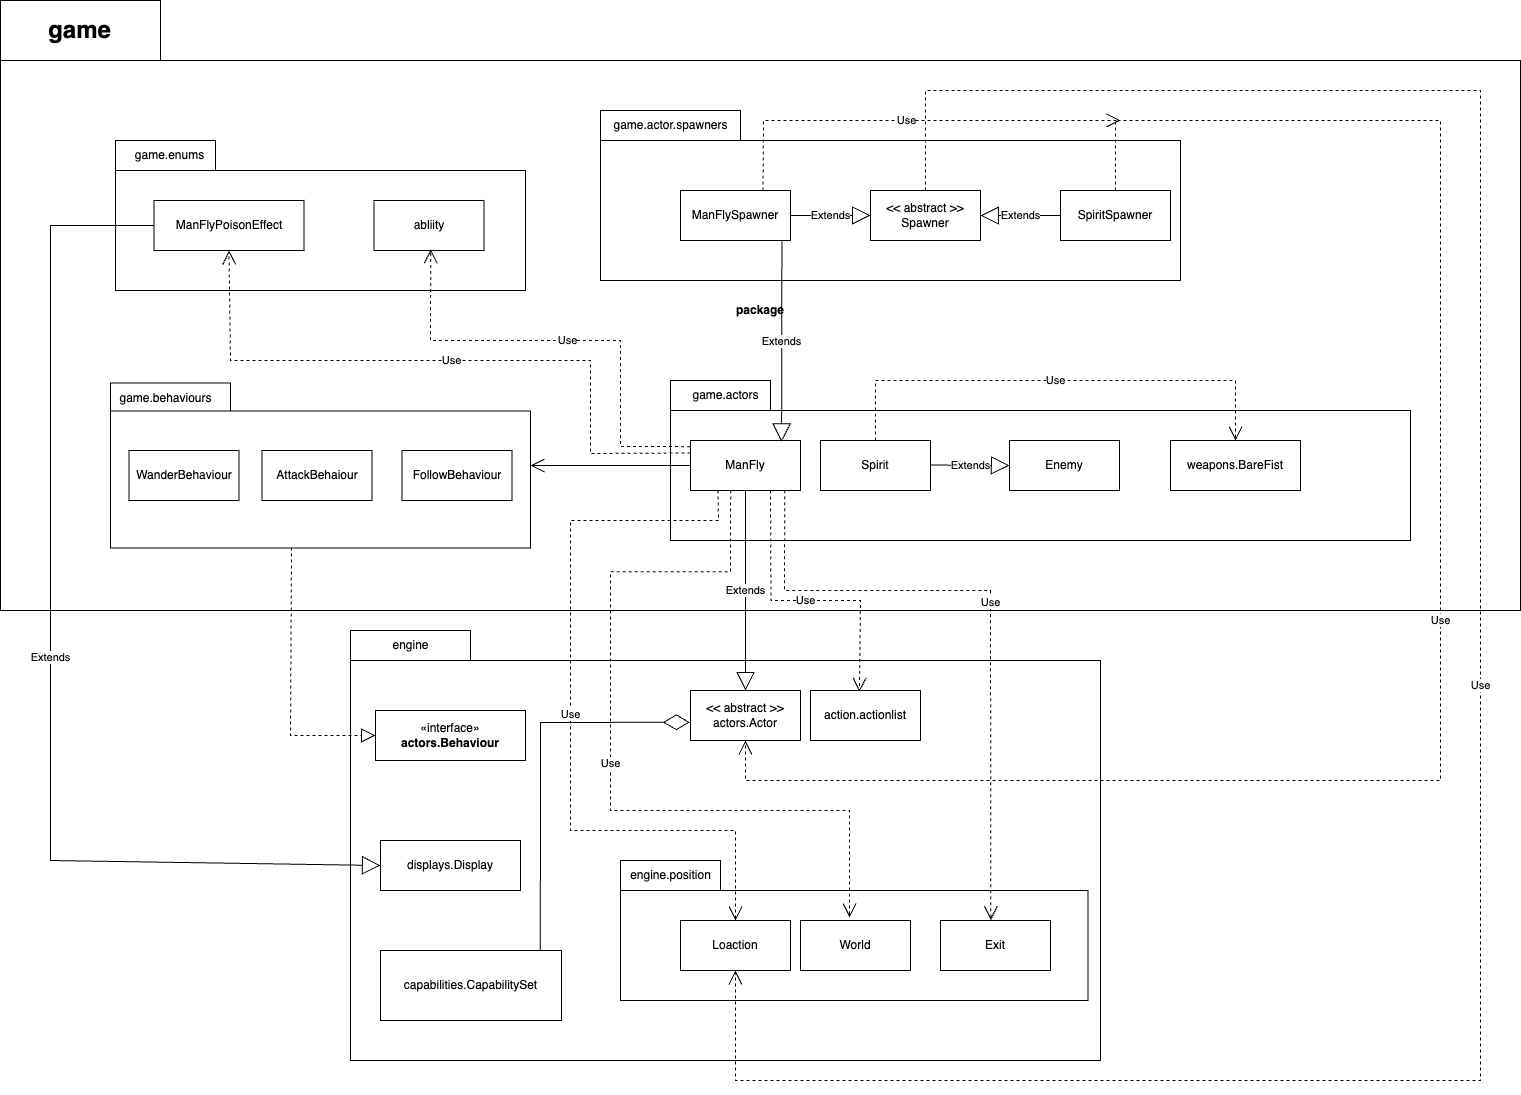 game
game.actor.spawners
Use
game.enums
ManFlyPoisonEffect
abliity
ManFlySpawner
Extends
<< abstract >>
Spawner
Extends
SpiritSpawner
package
Extends
Use
Use
game.behaviours
WanderBehaviour
AttackBehaiour
FollowBehaviour
game.actors
Use
ManFly
Spirit
Extends
Enemy
weapons.BareFist
Extends
Use
Use
Use
Extends
engine
Use
«interface»
actors.Behaviour
Use
<< abstract >>
actors.Actor
action.actionlist
Use
displays.Display
capabilities.CapabilitySet
engine.position
Loaction
World
Exit